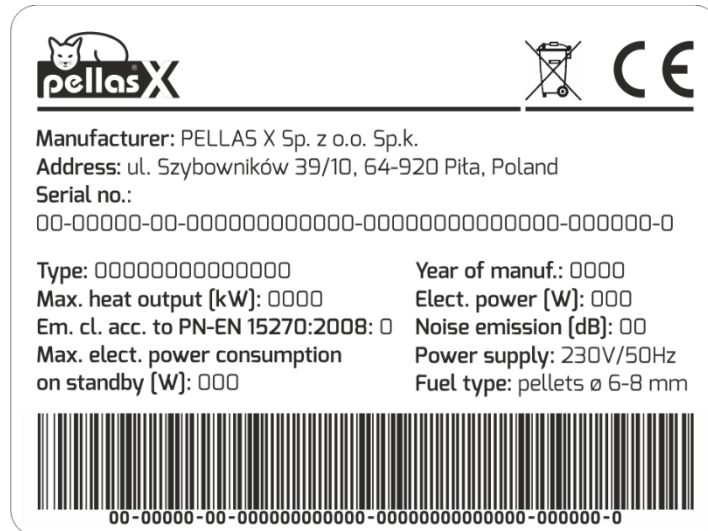 pellasX
CE
Manufacturer: PELLAS X Sp. z o.o. Sp.k.
Address: ul. Szybowników 39/10, 64-920 Piła, Poland
Serial no.:
00-00000-00-000000000000-00000000000000-000000-0
Type: 00000000000000
Max. heat output [kW]: 0000
Em. cl. acc. to PN-EN 15270:2008: 0
Max. elect. power consumption
on standby [W]: 000
Year of manuf.: 0000
Elect. power [W]: 000
Noise emission [dB]: 00
Power supply: 230V/50Hz
Fuel type: pellets ø 6-8 mm
00-00000-00-000000000000-00000000000000-000000-0